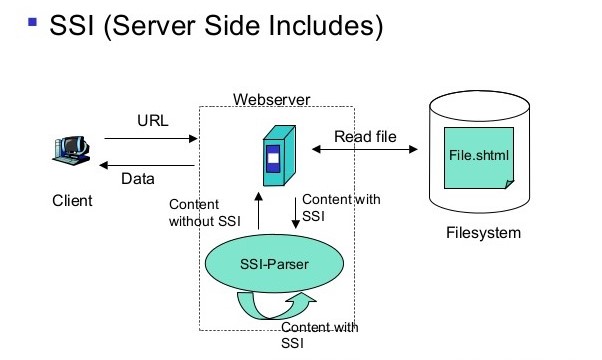 SSI (Server Side Includes)
Webserver
URL
Read file
File.shtml
Data
Client
Content
without SSI
Content with
SSI
Filesystem
SSI-Parser
Content with
SSI